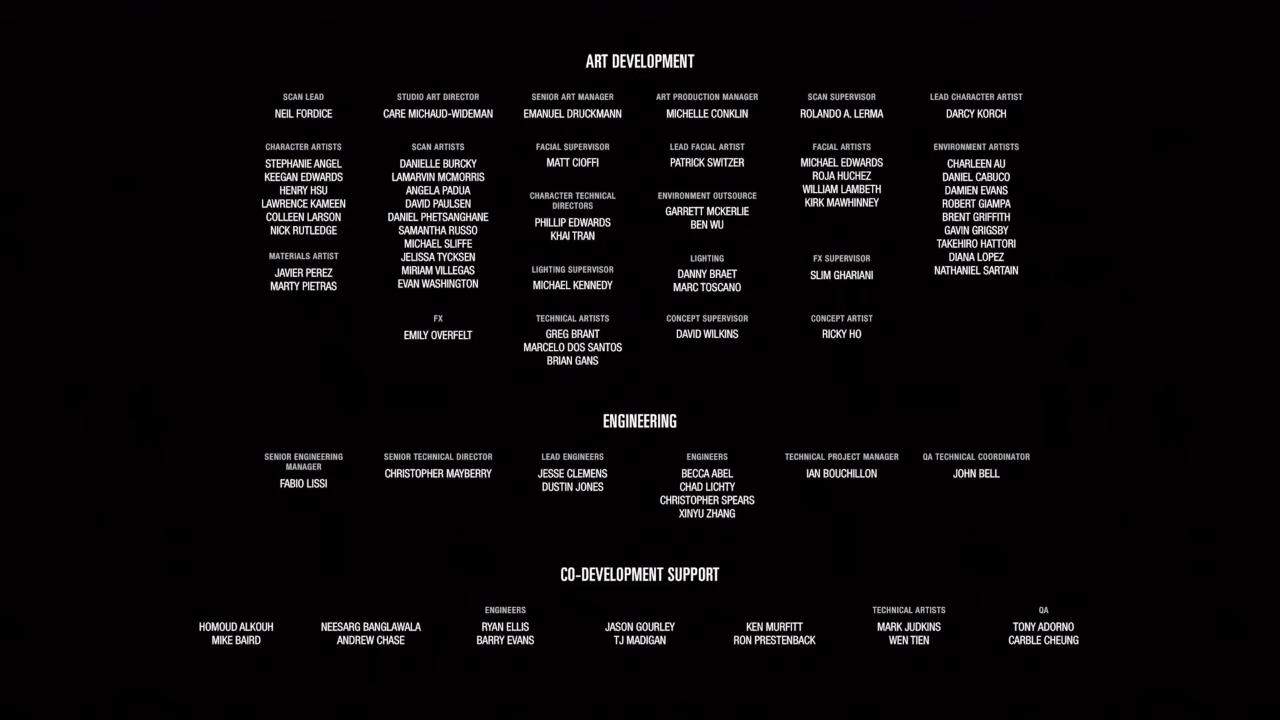 ART DEVELOPMENT
SCAN LEAD
NEIL FORDICE
STUDIO ART DIRECTOR
CARE MICHAUD-WIDEMAN
SENIOR ART MANAGER
EMANUEL DRUCKMANN
ART PRODUCTION MANAGER
MICHELLE CONKLIN
SCAN SUPERVISOR
ROLANDO A. LERMA
LEAD CHARACTER ARTIST
DARCY KORCH
CHARACTER ARTISTS
STEPHANIE ANGEL
KEEGAN EDWARDS
HENRY HSU
LAWRENCE KAMEEN
COLLEEN LARSON
NICK RUTLEDGE
MATERIALS ARTIST
JAVIER PEREZ
MARTY PIETRAS
SCAN ARTISTS
DANIELLE BURCKY
LAMARVIN MCMORRIS
ANGELA PADUA
DAVID PAULSEN
DANIEL PHETSANGHANE
SAMANTHA RUSSO
MICHAEL SLIFFE
JELISSA TYCKSEN
MIRIAM VILLEGAS
EVAN WASHINGTON
FX
EMILY OVERFELT
FACIAL SUPERVISOR
MATT CIOFFI
CHARACTER TECHNICAL
DIRECTORS
PHILLIP EDWARDS
KHAI TRAN
LIGHTING SUPERVISOR
MICHAEL KENNEDY
TECHNICAL ARTISTS
GREG BRANT
MARCELO DOS SANTOS
BRIAN GANS
LEAD FACIAL ARTIST
PATRICK SWITZER
ENVIRONMENT OUTSOURCE
GARRETT MCKERLIE
BEN WU
LIGHTING
DANNY BRAET
MARC TOSCANO
CONCEPT SUPERVISOR
DAVID WILKINS
FACIAL ARTISTS
MICHAEL EDWARDS
ROJA HUCHEZ
WILLIAM LAMBETH
KIRK MAWHINNEY
FX SUPERVISOR
SLIM GHARIANI
CONCEPT ARTIST
RICKY HO
ENVIRONMENT ARTISTS
CHARLEEN AU
DANIEL CABUCO
DAMIEN EVANS
ROBERT GIAMPA
BRENT GRIFFITH
GAVIN GRIGSBY
TAKEHIRO HATTORI
DIANA LOPEZ
NATHANIEL SARTAIN
ENGINEERING
SENIOR ENGINEERING
MANAGER
FABIO LISSI
SENIOR TECHNICAL DIRECTOR
CHRISTOPHER MAYBERRY
LEAD ENGINEERS
JESSE CLEMENS
DUSTIN JONES
ENGINEERS
BECCA ABEL
CHAD LICHTY
CHRISTOPHER SPEARS
XINYU ZHANG
TECHNICAL PROJECT MANAGER
IAN BOUCHILLON
QA TECHNICAL COORDINATOR
JOHN BELL
CO-DEVELOPMENT SUPPORT
HOMOUD ALKOUH
MIKE BAIRD
NEESARG BANGLAWALA
ANDREW CHASE
ENGINEERS
RYAN ELLIS
BARRY EVANS
JASON GOURLEY
TJ MADIGAN
KEN MURFITT
RON PRESTENBACK
TECHNICAL ARTISTS
MARK JUDKINS
WEN TIEN
QA
TONY ADORNO
CARBLE CHEUNG